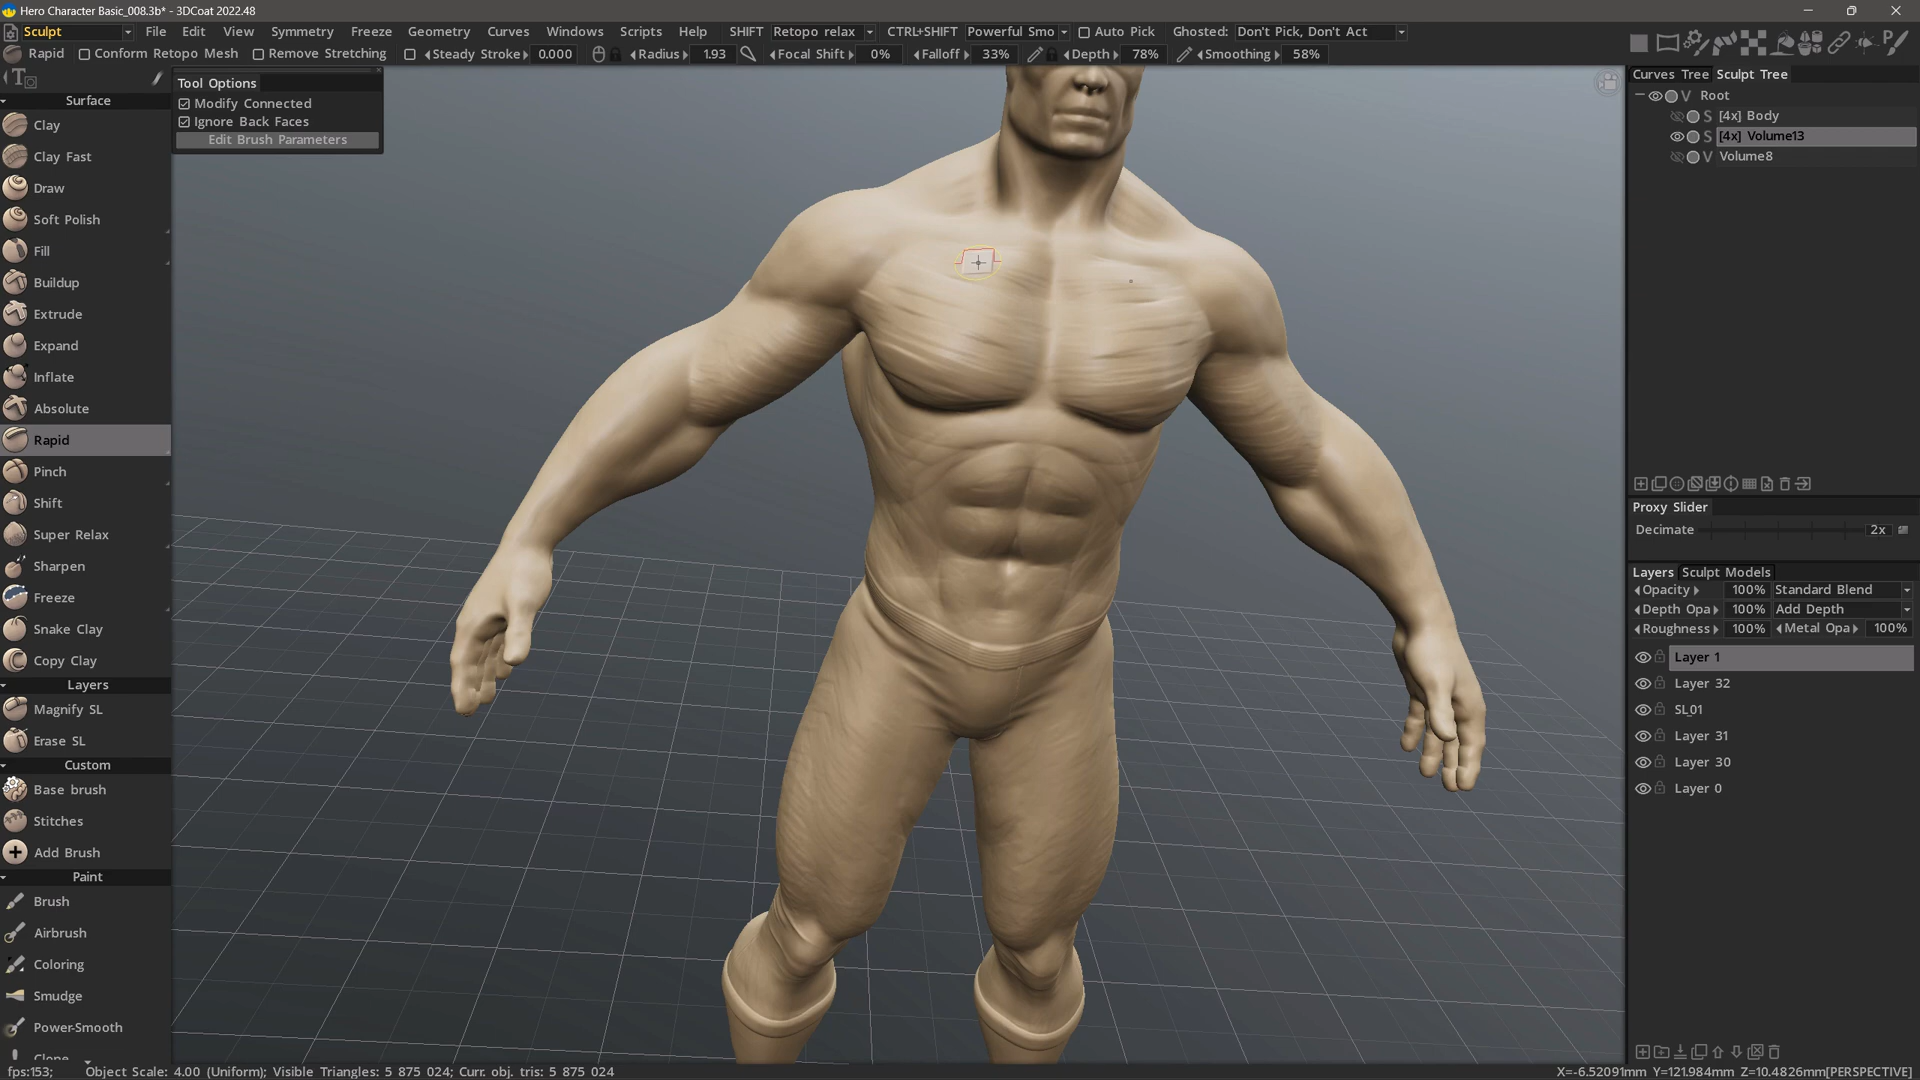 Hero Character Basic_008.3b* - 3DCoat 2022.48
Sculpt File Edit View Symmetry Freeze Geometry Curves Windows Scripts Help SHIFT Retopo relax CTRL+SHIFT Powerful Smo Auto Pick Ghosted: Don't Pick, Don't Act
Rapid Conform Retopo Mesh Remove Stretching Steady Stroke 0.000 Radius 1.93 Focal Shift 0% Falloff 33% Depth 78% Smoothing 58%
Tool Options
Modify Connected
Ignore Back Faces
Edit Brush Parameters
Surface
Clay
Clay Fast
Draw
Soft Polish
Fill
Buildup
Extrude
Expand
Inflate
Absolute
Rapid
Pinch
Shift
Super Relax
Sharpen
Freeze
Snake Clay
Copy Clay
Layers
Magnify SL
Erase SL
Custom
Base brush
Stitches
Add Brush
Paint
Brush
Airbrush
Coloring
Smudge
Power-Smooth
Clone
Curves Tree Sculpt Tree
V Root
S [4x] Body
S [4x] Volume13
V Volume8
Proxy Slider
Decimate 2x
Layers Sculpt Models
Opacity 100% Standard Blend
Depth Opa 100% Add Depth
Roughness 100% Metal Opa 100%
Layer 1
Layer 32
SL_01
Layer 31
Layer 30
Layer 0
fps:153; Object Scale: 4.00 (Uniform); Visible Triangles: 5 875 024; Curr. obj. tris: 5 875 024
X=-6.52091mm Y=121.984mm Z=10.4826mm[PERSPECTIVE]